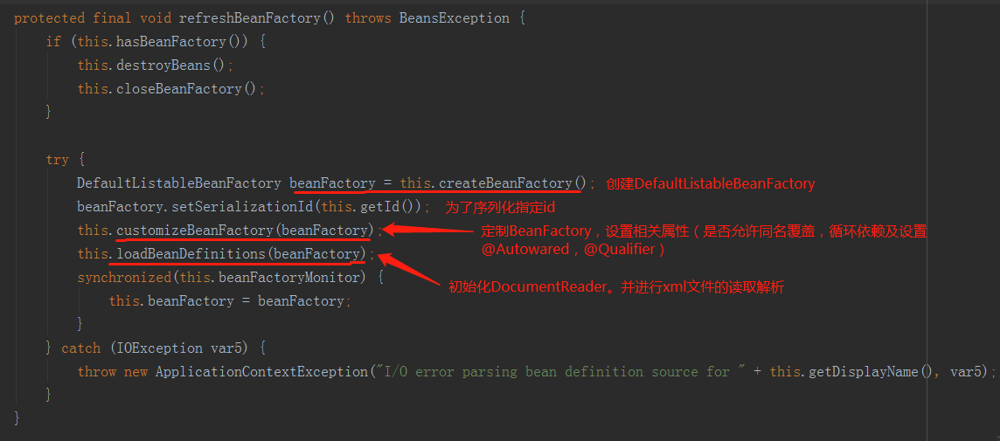 protected final void refreshBeanFactory() throws BeansException {
if (this.hasBeanFactory()) {
this.destroyBeans();
this.closeBeanFactory();
}
try {
DefaultListableBeanFactory beanFactory = this.createBeanFactory(); 创建DefaultListableBeanFactory
beanFactory.setSerializationId(this.getId()); 为了序列化指定id
this.customizeBeanFactory(beanFactory); 定制BeanFactory，设置相关属性（是否允许同名覆盖，循环依赖及设置
@Autowared，@Qualifier）
this.loadBeanDefinitions(beanFactory);
synchronized(this.beanFactoryMonitor) { 初始化DocumentReader。并进行xml文件的读取解析
this.beanFactory = beanFactory;
}
} catch (IOException var5) {
throw new ApplicationContextException("I/O error parsing bean definition source for " + this.getDisplayName(), var5);
}
}